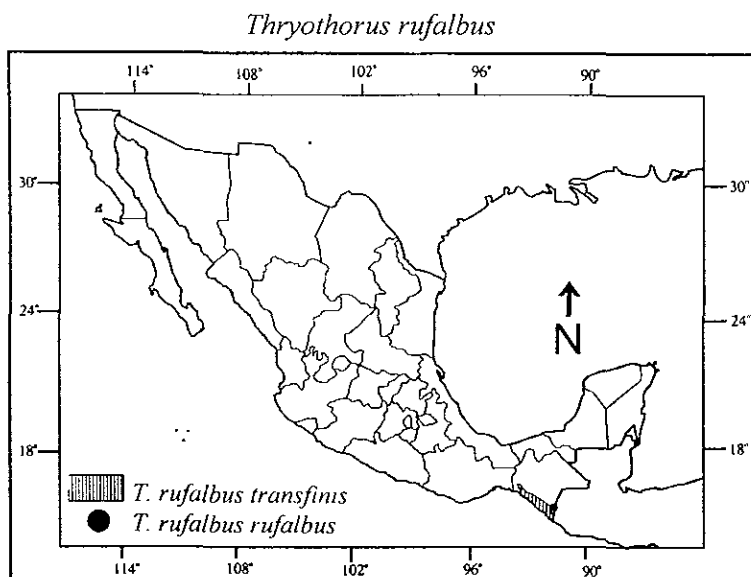 Thryothorus rufalbus
114° 108° 102° 96° 90°
30° 30°
24° 24°
N
18° 18°
T. rufalbus transfinis
T. rufalbus rufalbus
114° 108° 102° 96° 90°